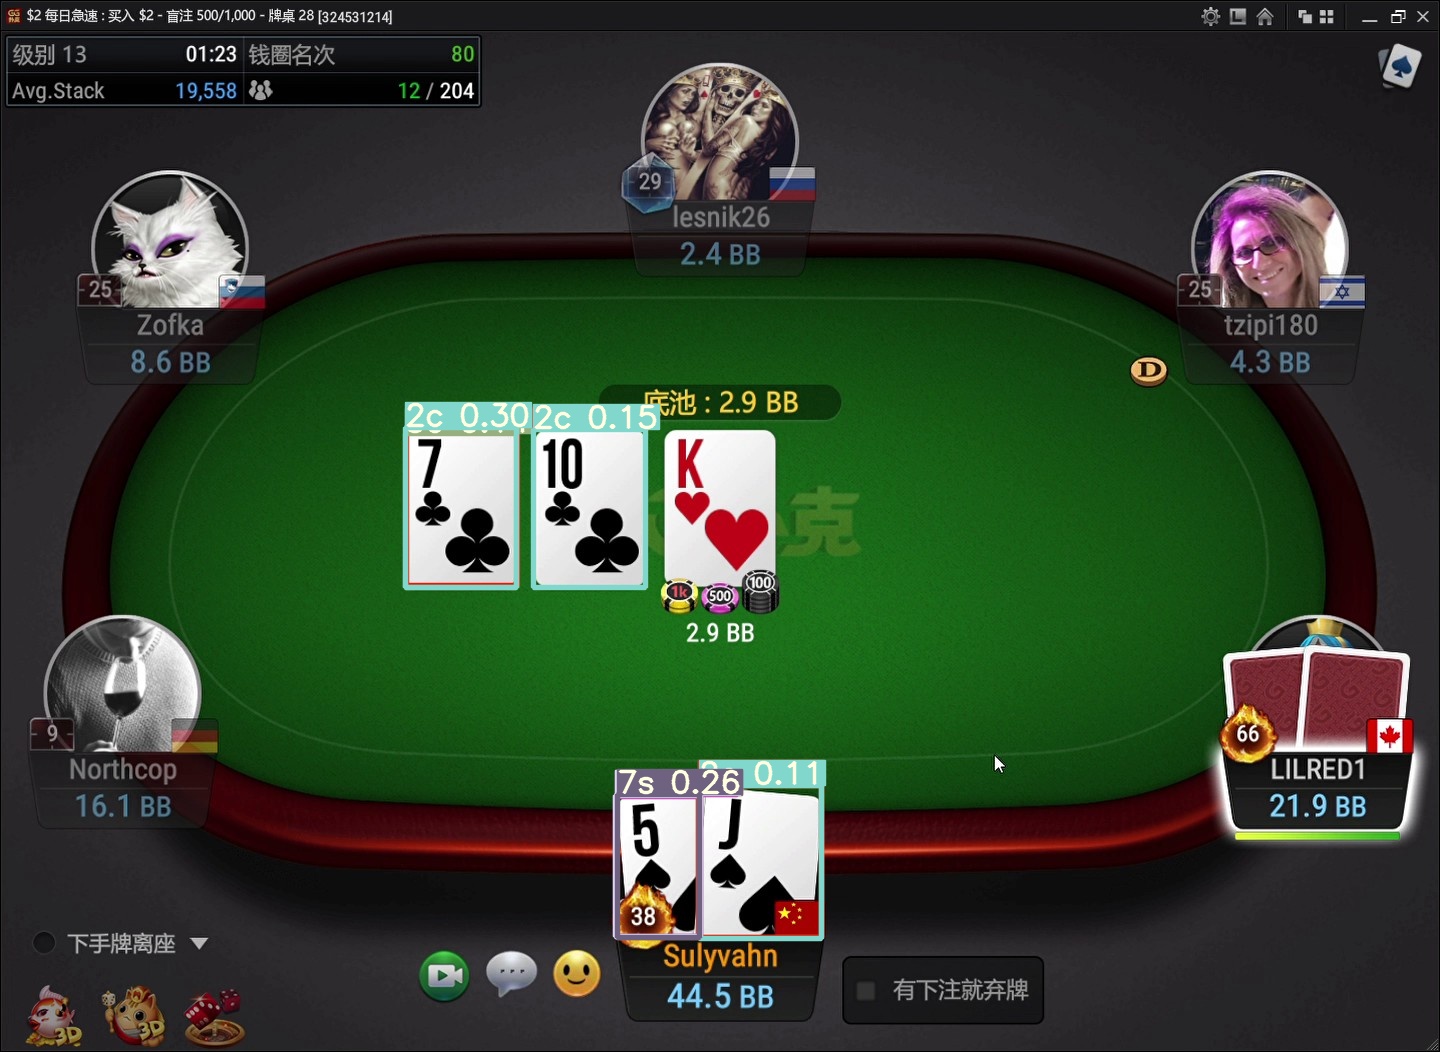 $2 每日急速 : 买入 $2 - 盲注 500/1,000 - 牌桌 28 [324531214]
级别 13 01:23 钱圈名次 80
Avg.Stack 19,558 12 / 204
29
lesnik26
2.4 BB
25
Zofka
8.6 BB
25
tzipi180
4.3 BB
D
底池 : 2.9 BB
2c 0.30 2c 0.15
7 10 K
克
1k 500 100
2.9 BB
9
Northcop
16.1 BB
66
LILRED1
21.9 BB
7s 0.26 0.11
5 J
38
Sulyvahn
44.5 BB
下手牌离座
有下注就弃牌
3D 3D